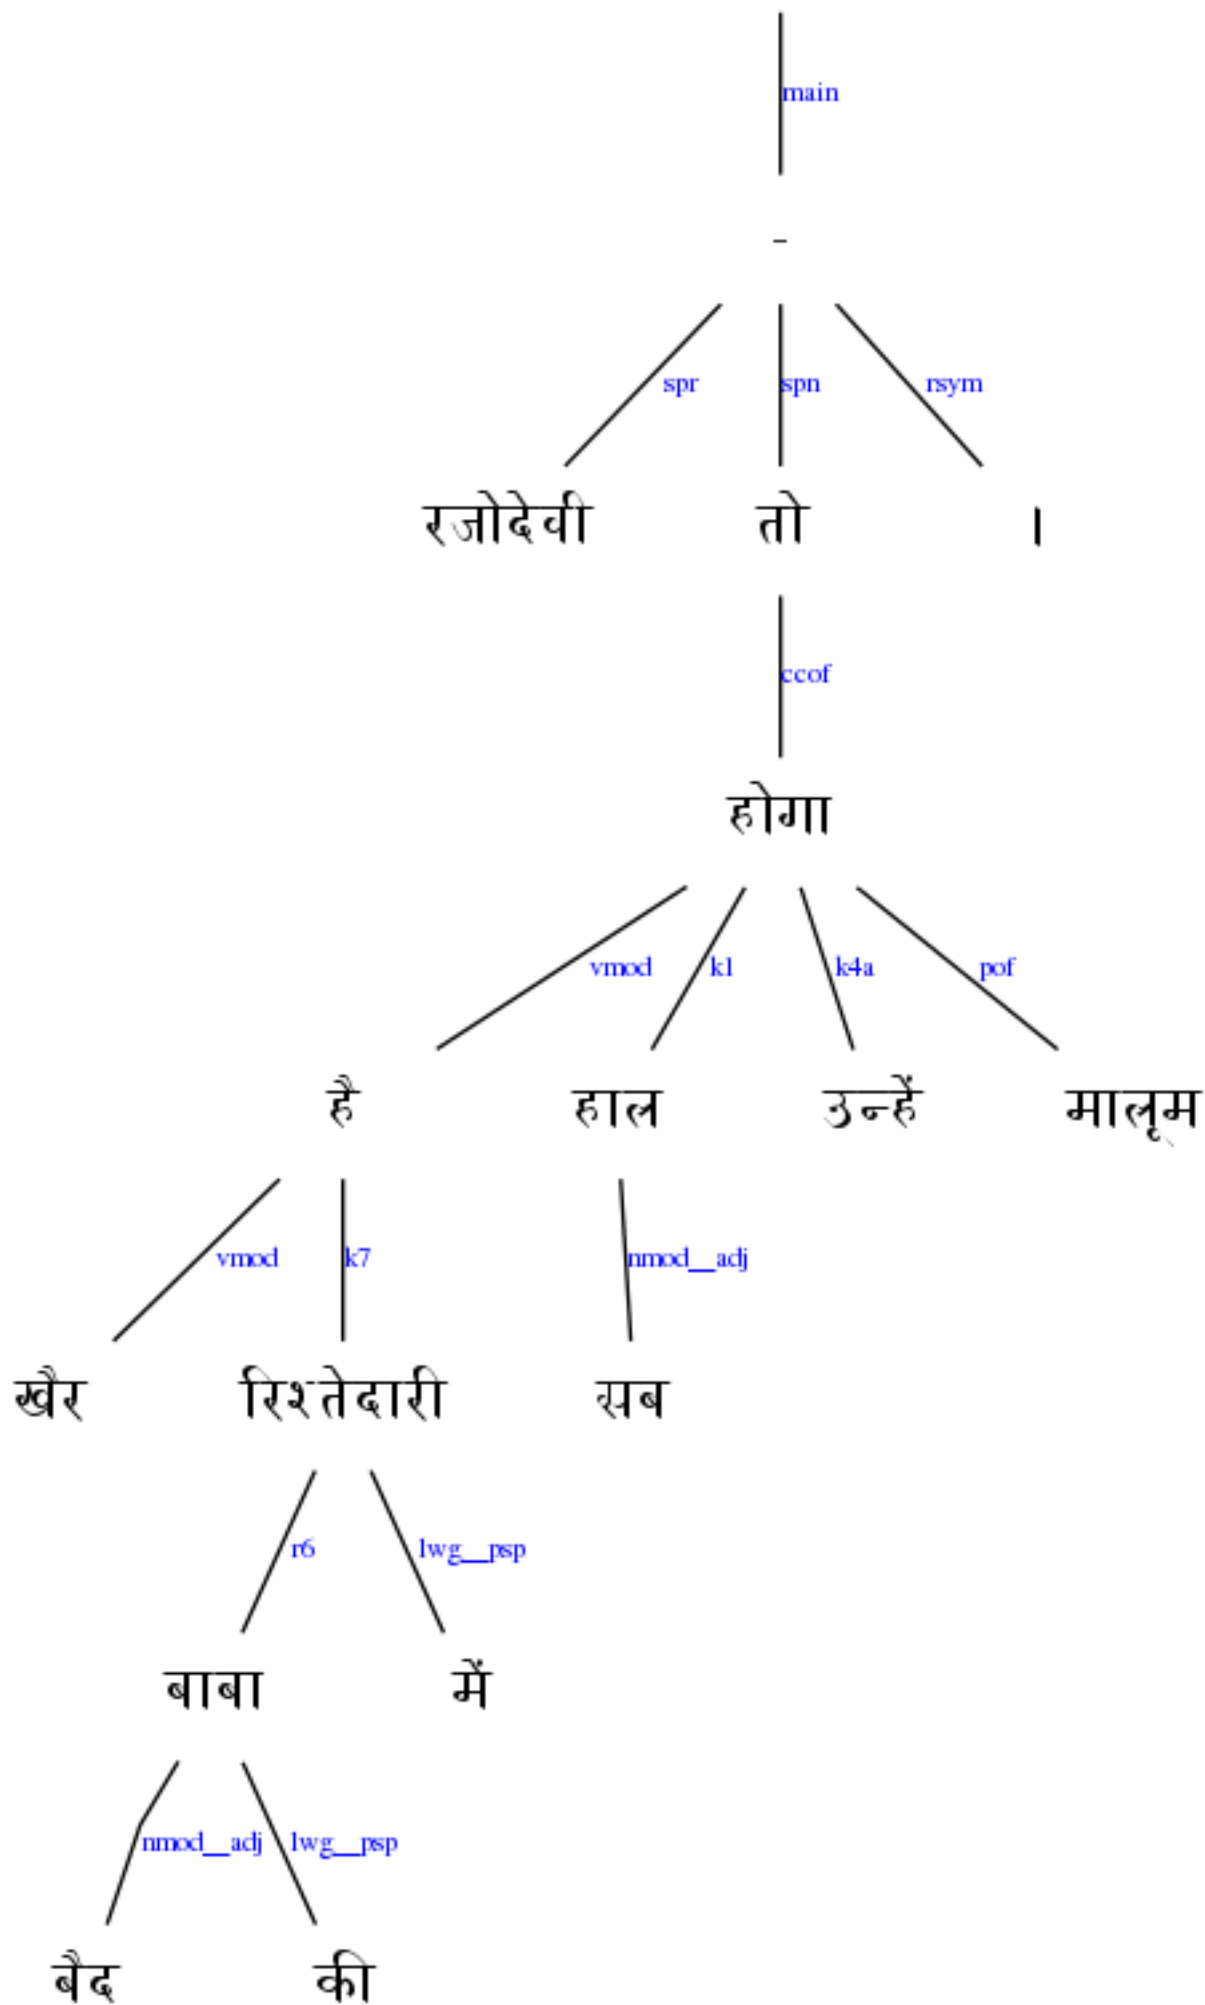 main
-
spr spn rsym
रजोदेवी तो ।
ccof
होगा
vmod k1 k4a pof
है हाल उन्हें मालूम
vmod k7 nmod__adj
खैर रिश्तेदारी सब
r6 lwg__psp
बाबा में
nmod__adj lwg__psp
बैद की